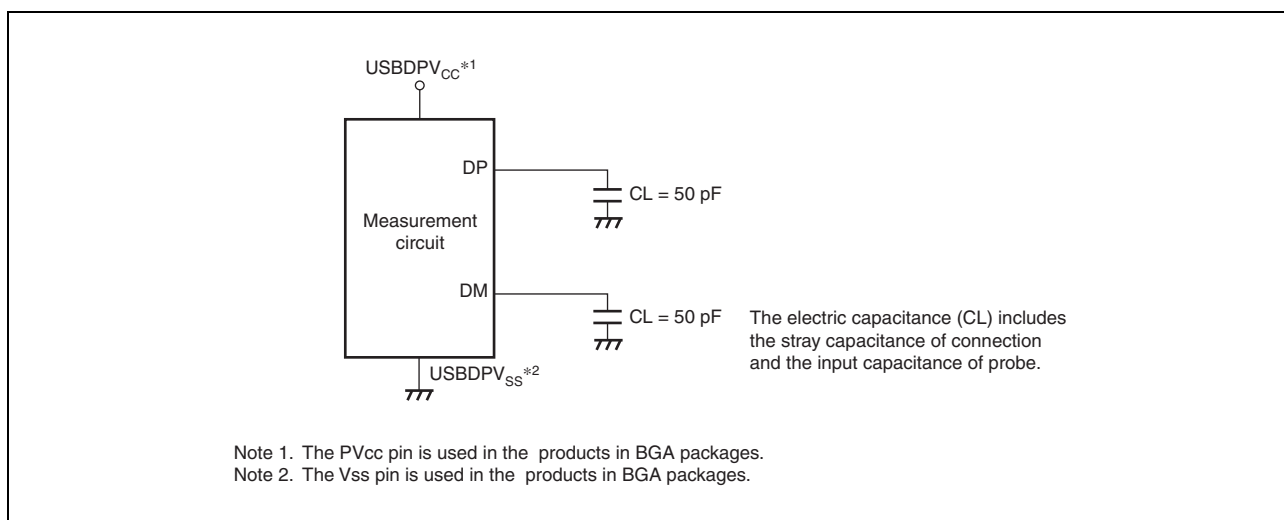 USBDPVCC*1
DP
CL = 50 pF
Measurement
circuit
DM
CL = 50 pF
The electric capacitance (CL) includes
the stray capacitance of connection
and the input capacitance of probe.
USBDPVSS*2
Note 1. The PVcc pin is used in the products in BGA packages.
Note 2. The Vss pin is used in the products in BGA packages.